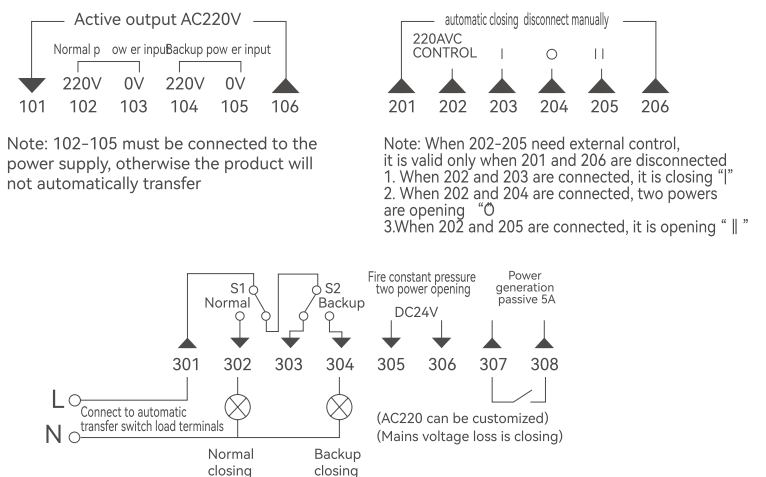 Active output AC220V
Normal p ow er input Backup pow er input
220V 0V 220V 0V
101 102 103 104 105 106
Note: 102-105 must be connected to the
power supply, otherwise the product will
not automatically transfer
automatic closing disconnect manually
220AVC
CONTROL | O ||
201 202 203 204 205 206
Note: When 202-205 need external control,
it is valid only when 201 and 206 are disconnected
1. When 202 and 203 are connected, it is closing “|”
2. When 202 and 204 are connected, two powers
are opening “O”
3.When 202 and 205 are connected, it is opening “ || ”
S1 S2
Normal Backup
Fire constant pressure
two power opening
DC24V
Power
generation
passive 5A
301 302 303 304 305 306 307 308
L
Connect to automatic
transfer switch load terminals
N
Normal
closing
Backup
closing
(AC220 can be customized)
(Mains voltage loss is closing)